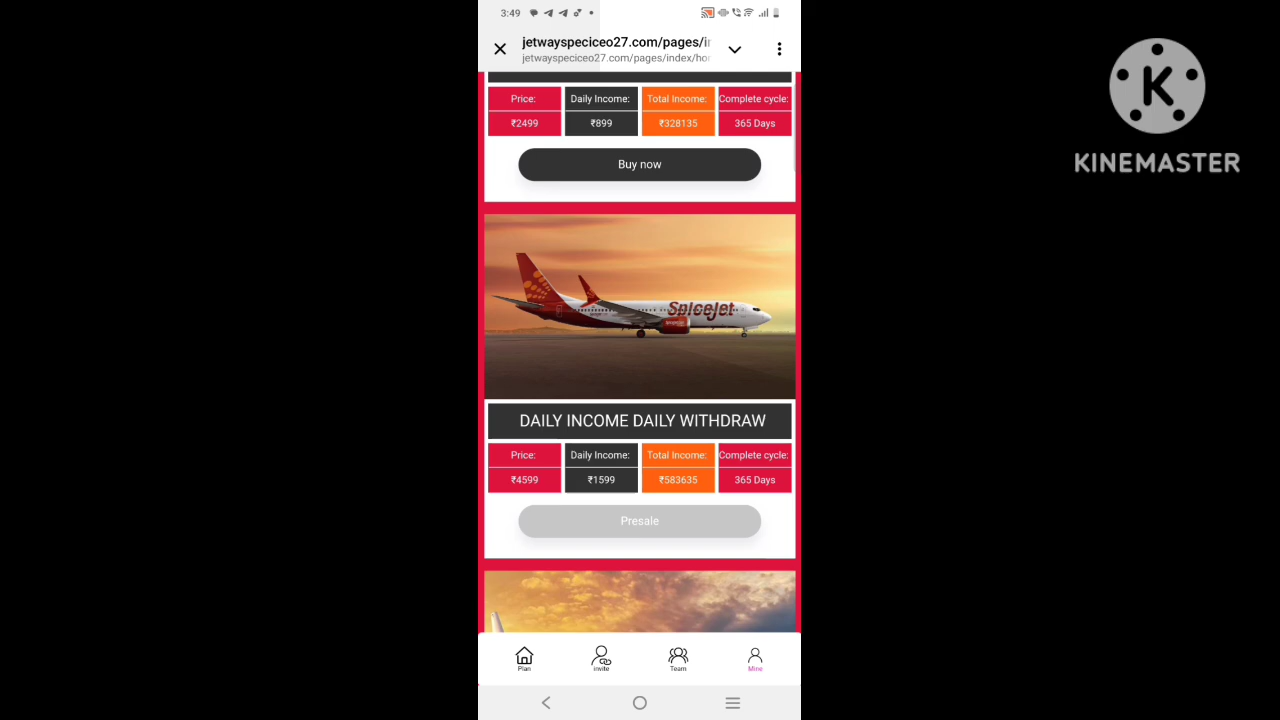 3:49
jetwayspeciceo27.com/pages/i
jetwayspeciceo27.com/pages/index/ho
K
KINEMASTER
Price: Daily Income: Total Income: Complete cycle:
₹2499 ₹899 ₹328135 365 Days
Buy now
SpiceJet
DAILY INCOME DAILY WITHDRAW
Price: Daily Income: Total Income: Complete cycle:
₹4599 ₹1599 ₹583635 365 Days
Presale
Plan invite Team Mine